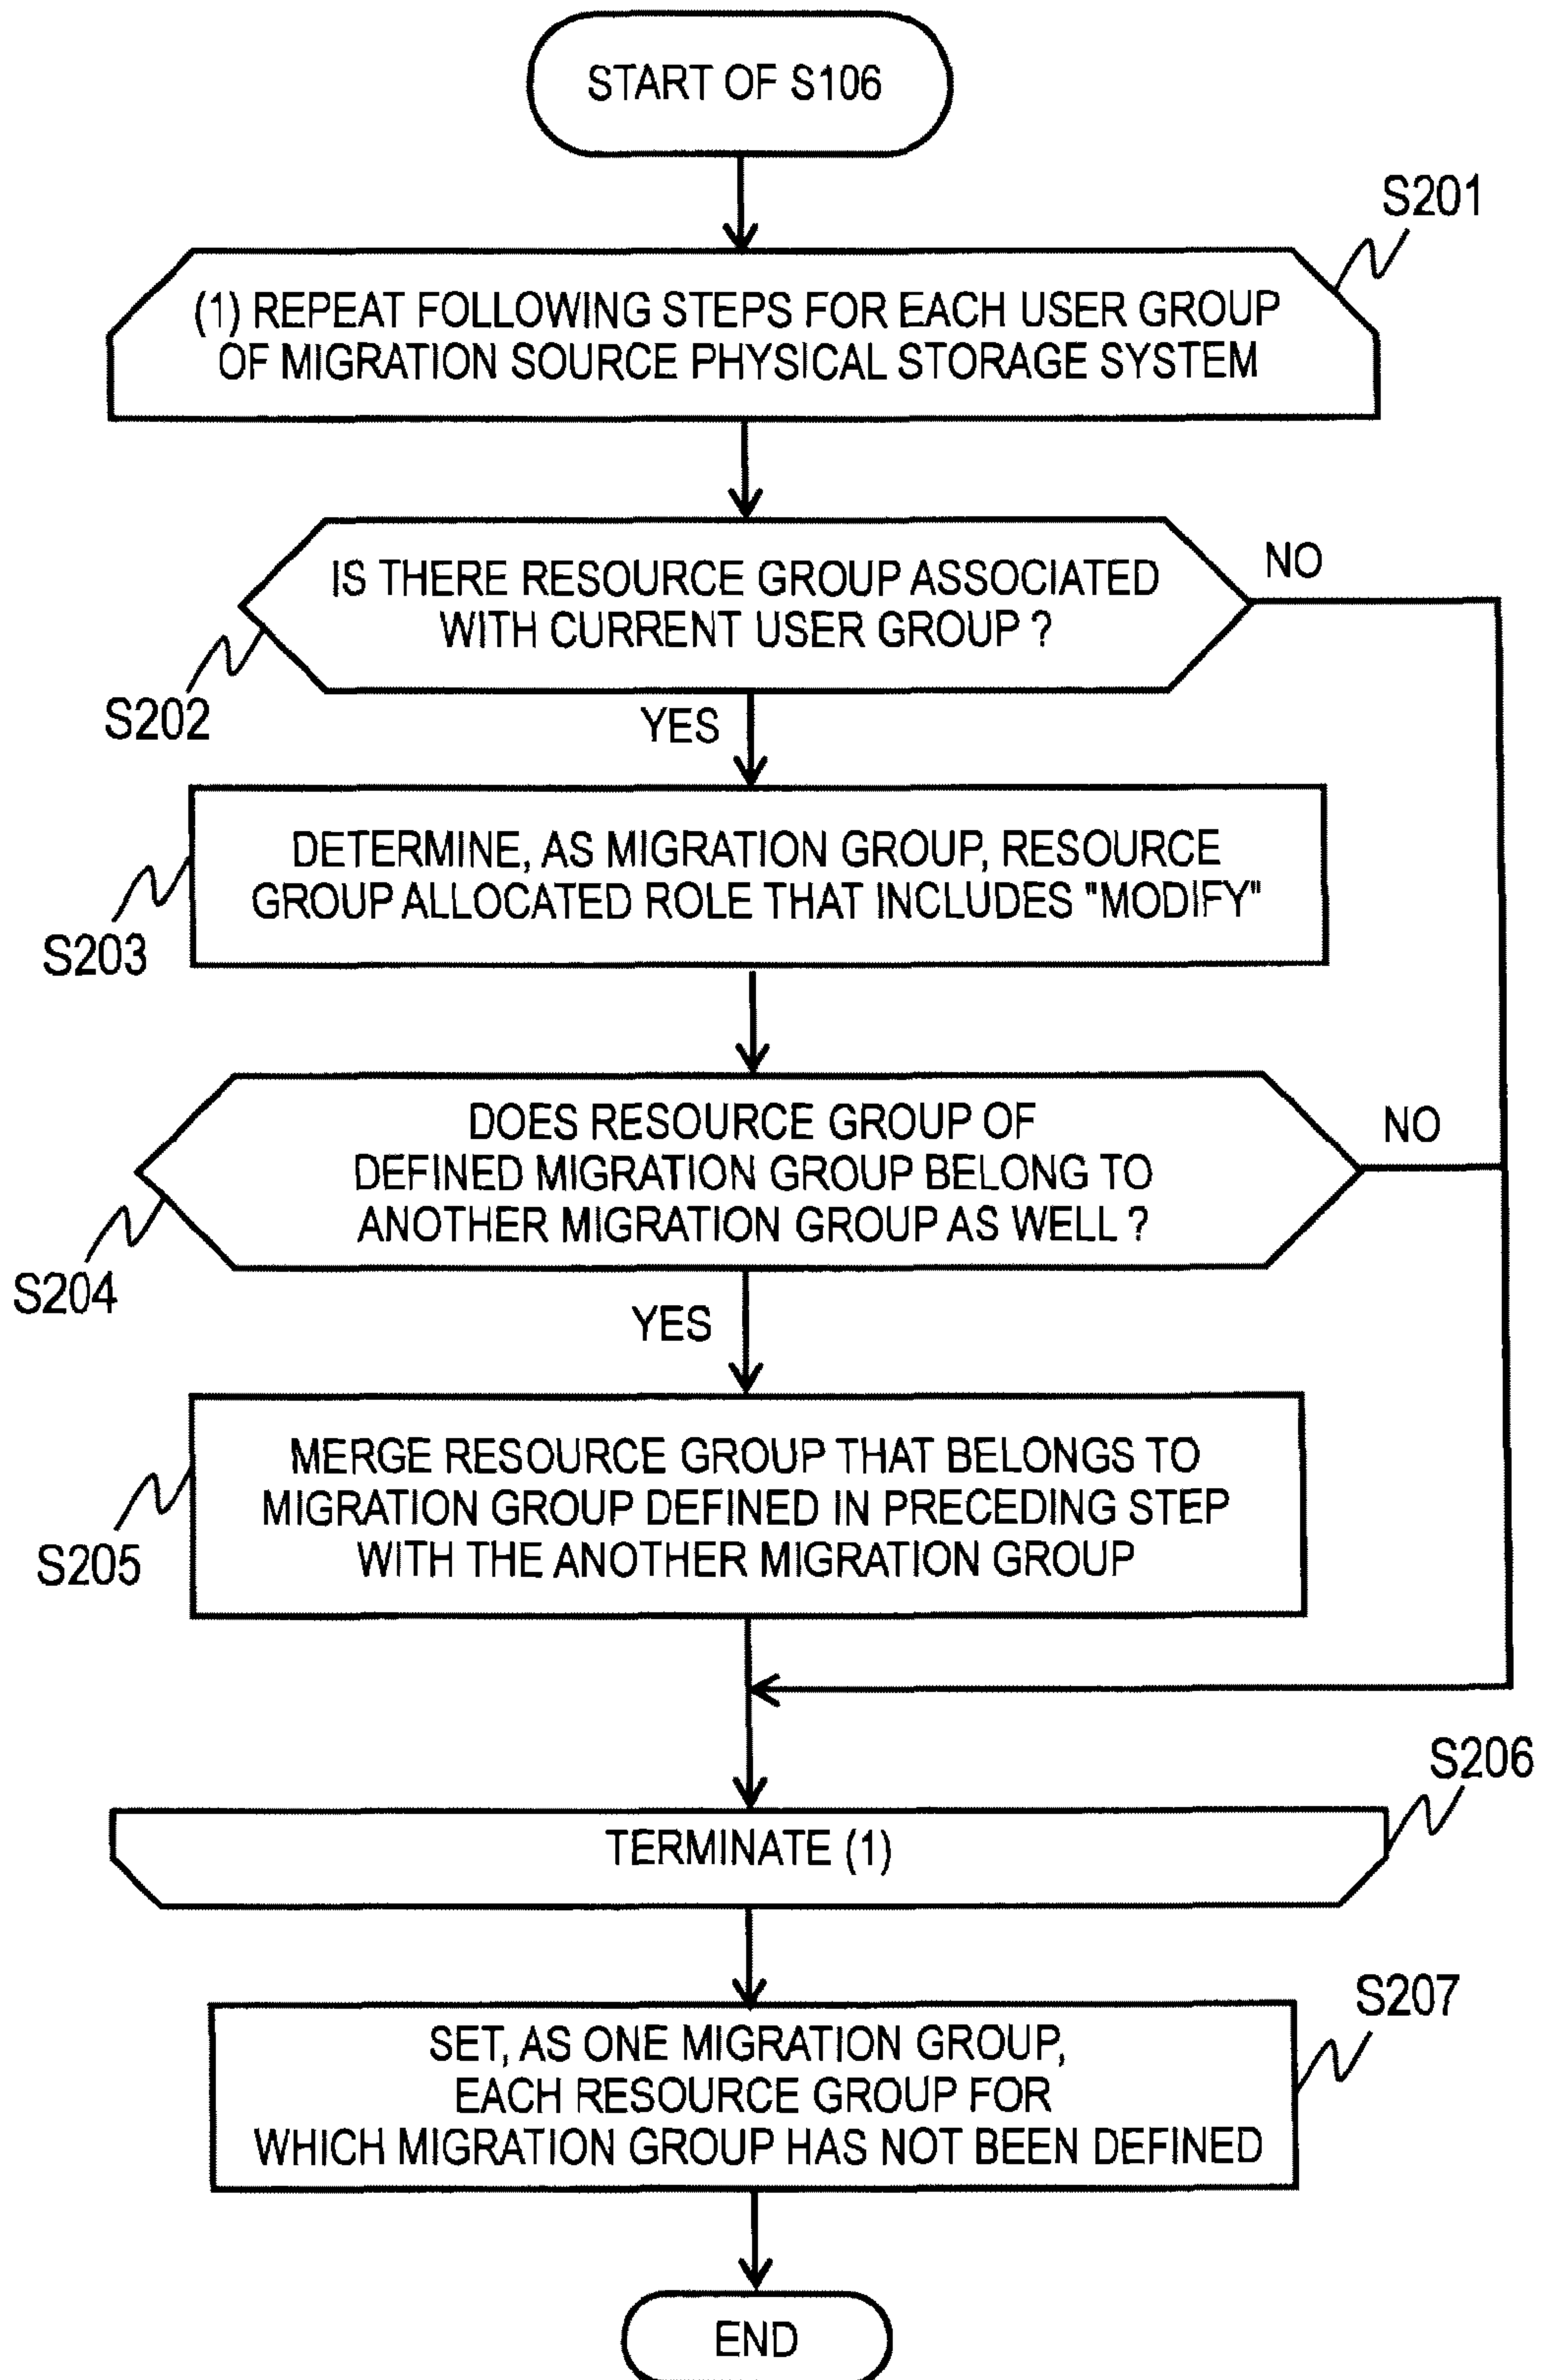 START OF S106
S201
(1) REPEAT FOLLOWING STEPS FOR EACH USER GROUP
OF MIGRATION SOURCE PHYSICAL STORAGE SYSTEM
IS THERE RESOURCE GROUP ASSOCIATED
WITH CURRENT USER GROUP ?
NO
S202
YES
DETERMINE, AS MIGRATION GROUP, RESOURCE
GROUP ALLOCATED ROLE THAT INCLUDES "MODIFY"
S203
DOES RESOURCE GROUP OF
DEFINED MIGRATION GROUP BELONG TO
ANOTHER MIGRATION GROUP AS WELL ?
NO
S204
YES
MERGE RESOURCE GROUP THAT BELONGS TO
MIGRATION GROUP DEFINED IN PRECEDING STEP
WITH THE ANOTHER MIGRATION GROUP
S205
S206
TERMINATE (1)
S207
SET, AS ONE MIGRATION GROUP,
EACH RESOURCE GROUP FOR
WHICH MIGRATION GROUP HAS NOT BEEN DEFINED
END